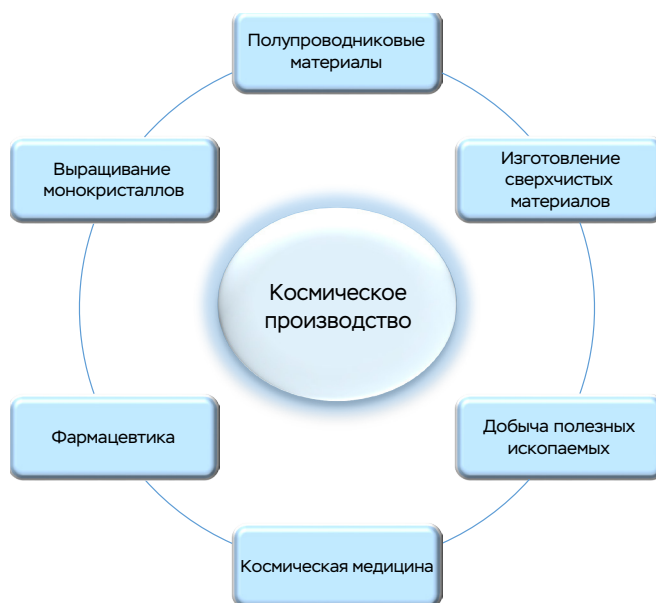 Полупроводниковые
материалы
Выращивание
монокристаллов
Изготовление
сверхчистых
материалов
Космическое
производство
Фармацевтика
Добыча полезных
ископаемых
Космическая медицина